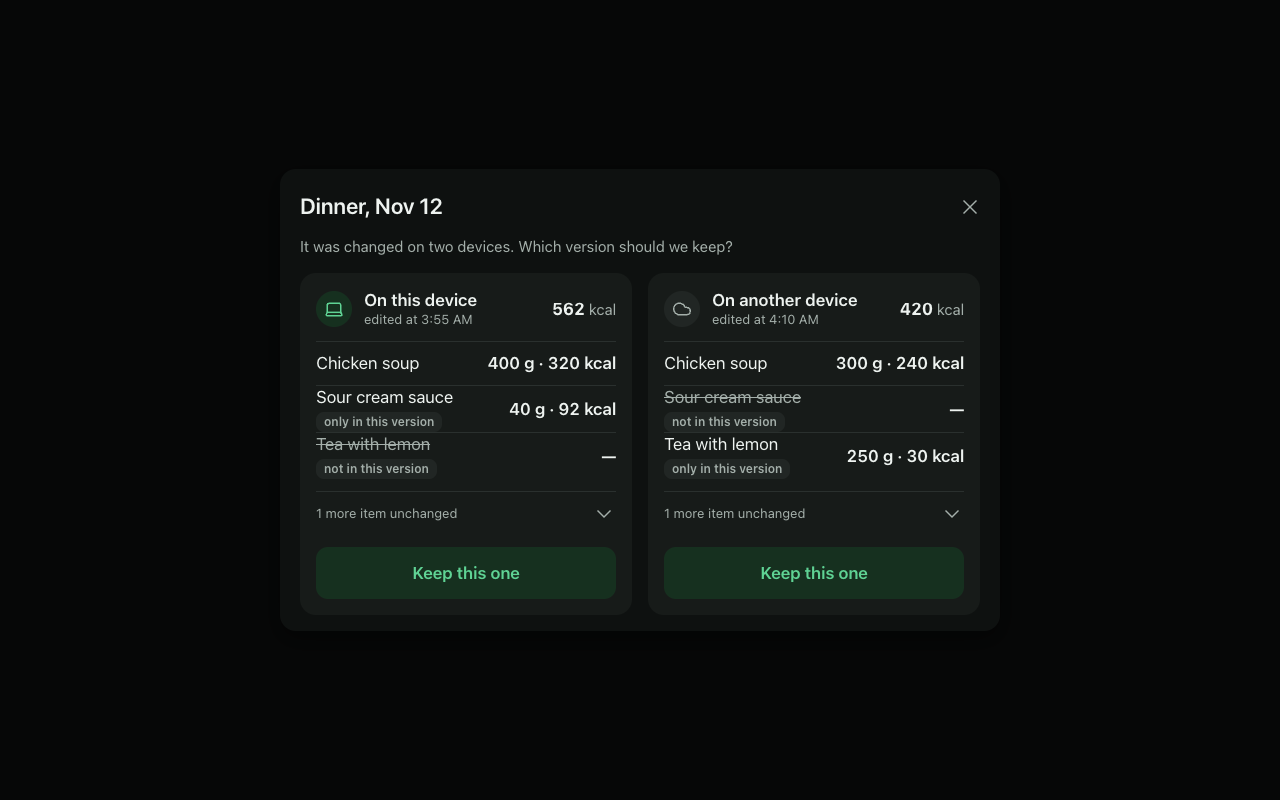 Dinner, Nov 12
It was changed on two devices. Which version should we keep?
On this device
edited at 3:55 AM
562 kcal
Chicken soup 400 g · 320 kcal
Sour cream sauce
only in this version
40 g · 92 kcal
Tea with lemon
not in this version
—
1 more item unchanged
Keep this one
On another device
edited at 4:10 AM
420 kcal
Chicken soup 300 g · 240 kcal
Sour cream sauce
not in this version
—
Tea with lemon
only in this version
250 g · 30 kcal
1 more item unchanged
Keep this one